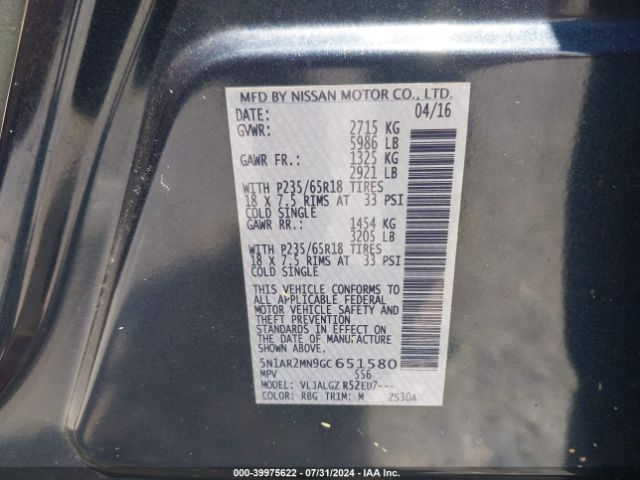 MFD BY NISSAN MOTOR CO., LTD.
DATE: 04/16
GVWR: 2715 KG
5986 LB
GAWR FR.: 1325 KG
2921 LB
WITH P235/65R18 TIRES
18 X 7.5 RIMS AT 33 PSI
COLD SINGLE
GAWR RR.: 1454 KG
3205 LB
WITH P235/65R18 TIRES
18 X 7.5 RIMS AT 33 PSI
COLD SINGLE
THIS VEHICLE CONFORMS TO
ALL APPLICABLE FEDERAL
MOTOR VEHICLE SAFETY AND
THEFT PREVENTION
STANDARDS IN EFFECT ON
THE DATE OF MANUFACTURE
SHOWN ABOVE.
5N1AR2MN9GC651580
MPV 556
MODEL: VL3ALGZ R52EU7---
COLOR: RBG TRIM: M ZS30A
000-39975622 - 07/31/2024 - IAA Inc.